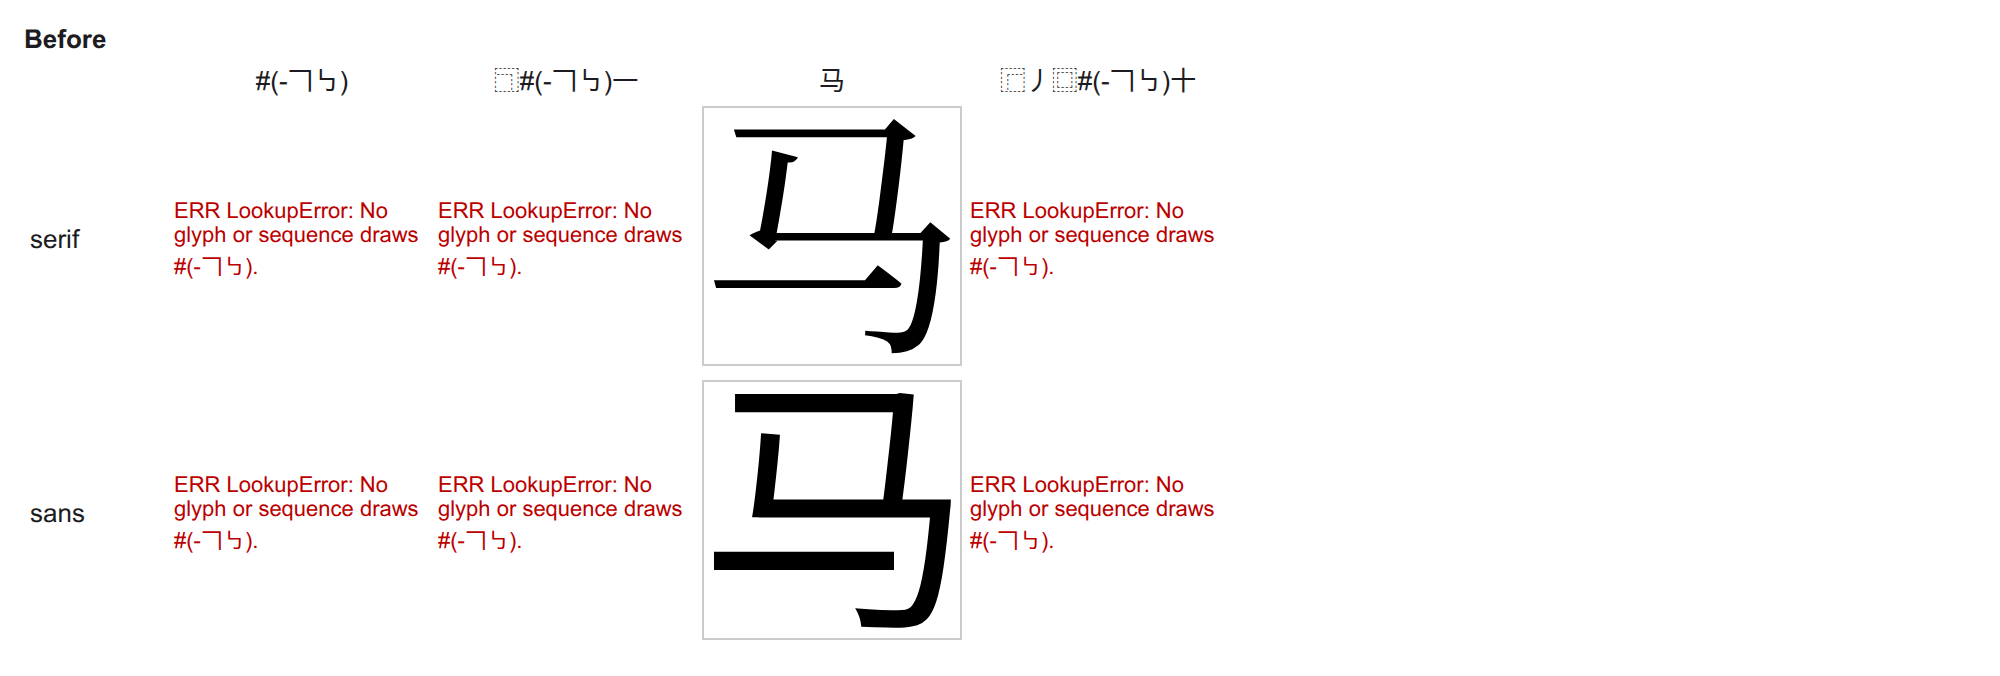 Before
#(-㇕㇉) ⿹#(-㇕㇉)一 马 ⿸丿⿴#(-㇕㇉)十
serif
ERR LookupError: No
glyph or sequence draws
#(-㇕㇉).
ERR LookupError: No
glyph or sequence draws
#(-㇕㇉).
马
ERR LookupError: No
glyph or sequence draws
#(-㇕㇉).
sans
ERR LookupError: No
glyph or sequence draws
#(-㇕㇉).
ERR LookupError: No
glyph or sequence draws
#(-㇕㇉).
马
ERR LookupError: No
glyph or sequence draws
#(-㇕㇉).